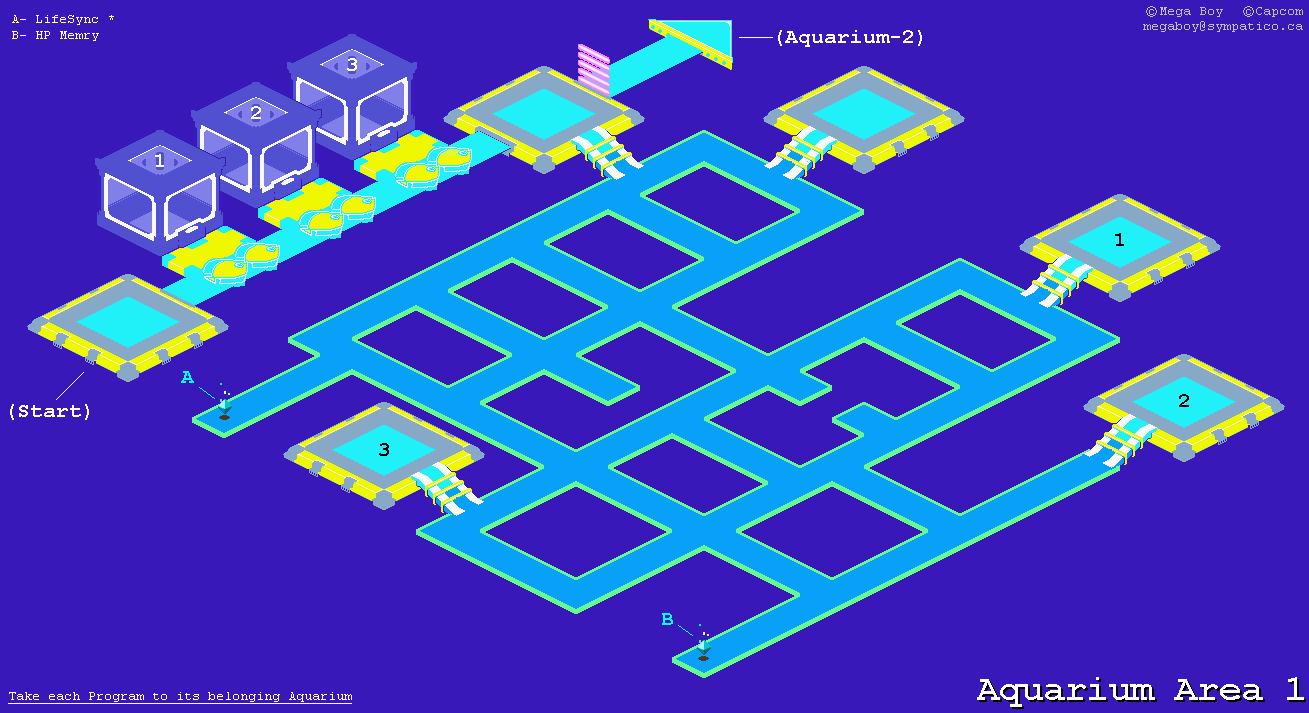 A- LifeSync *
B- HP Memry
©Mega Boy ©Capcom
megaboy@sympatico.ca
(Aquarium-2)
3
2
1
1
A
(Start)
2
3
B
Take each Program to its belonging Aquarium
Aquarium Area 1